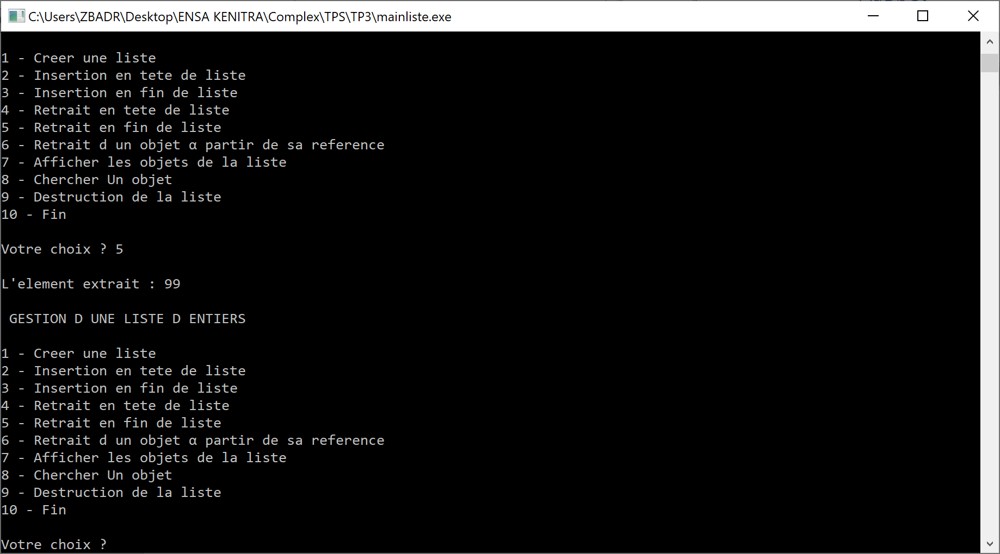 C:\Users\ZBADR\Desktop\ENSA KENITRA\Complex\TPS\TP3\mainliste.exe
1 - Creer une liste
2 - Insertion en tete de liste
3 - Insertion en fin de liste
4 - Retrait en tete de liste
5 - Retrait en fin de liste
6 - Retrait d un objet α partir de sa reference
7 - Afficher les objets de la liste
8 - Chercher Un objet
9 - Destruction de la liste
10 - Fin
Votre choix ? 5
L'element extrait : 99
GESTION D UNE LISTE D ENTIERS
1 - Creer une liste
2 - Insertion en tete de liste
3 - Insertion en fin de liste
4 - Retrait en tete de liste
5 - Retrait en fin de liste
6 - Retrait d un objet α partir de sa reference
7 - Afficher les objets de la liste
8 - Chercher Un objet
9 - Destruction de la liste
10 - Fin
Votre choix ?